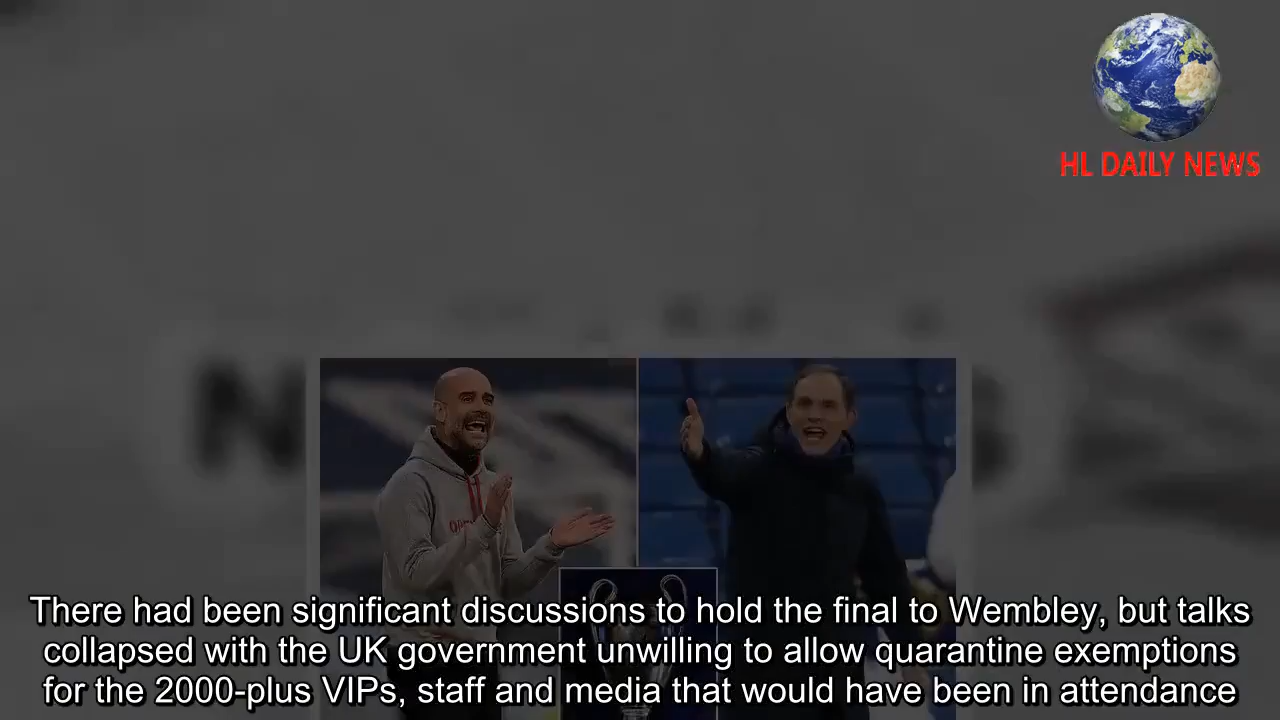 HL DAILY NEWS
There had been significant discussions to hold the final to Wembley, but talks
collapsed with the UK government unwilling to allow quarantine exemptions
for the 2000-plus VIPs, staff and media that would have been in attendance